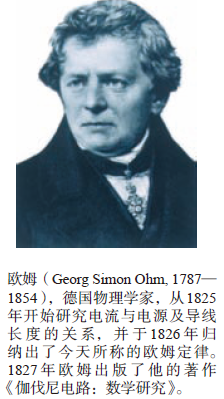 欧姆（Georg Simon Ohm, 1787—
1854），德国物理学家，从1825
年开始研究电流与电源及导线
长度的关系，并于1826年归
纳出了今天所称的欧姆定律。
1827年欧姆出版了他的著作
《伽伐尼电路：数学研究》。